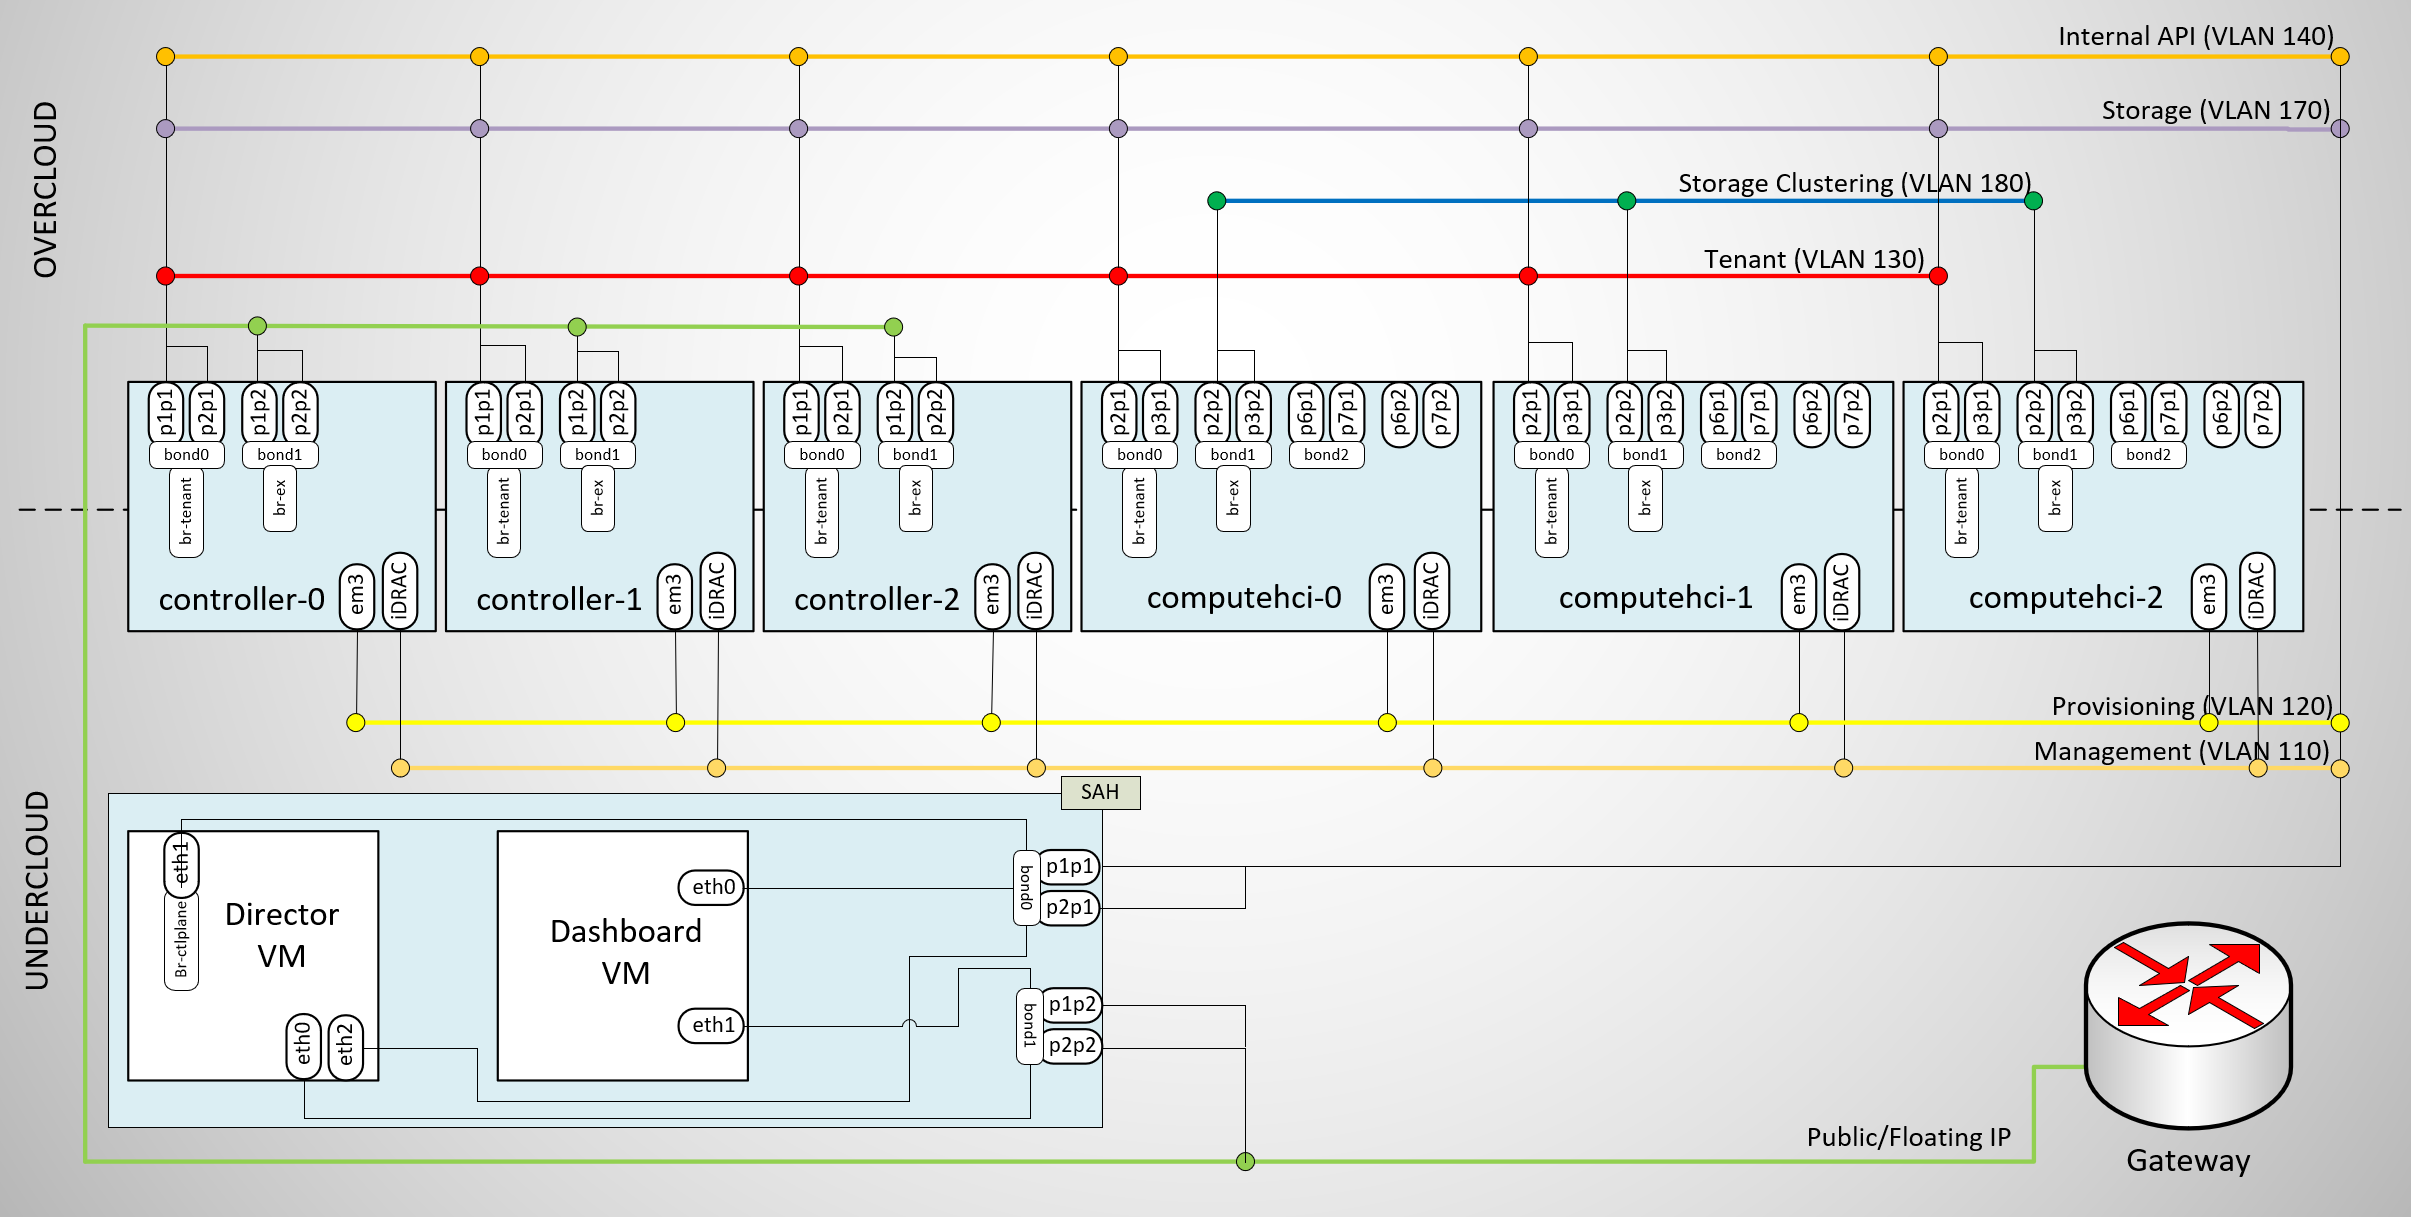 Internal API (VLAN 140)
Storage (VLAN 170)
Storage Clustering (VLAN 180)
Tenant (VLAN 130)
OVERCLOUD
p1p1
p2p1
p1p2
p2p2
bond0
bond1
br-tenant
br-ex
controller-0
em3
iDRAC
p1p1
p2p1
p1p2
p2p2
bond0
bond1
br-tenant
br-ex
controller-1
em3
iDRAC
p1p1
p2p1
p1p2
p2p2
bond0
bond1
br-tenant
br-ex
controller-2
em3
iDRAC
p2p1
p3p1
p2p2
p3p2
p6p1
p7p1
p6p2
p7p2
bond0
bond1
bond2
br-tenant
br-ex
computehci-0
em3
iDRAC
p2p1
p3p1
p2p2
p3p2
p6p1
p7p1
p6p2
p7p2
bond0
bond1
bond2
br-tenant
br-ex
computehci-1
em3
iDRAC
p2p1
p3p1
p2p2
p3p2
p6p1
p7p1
p6p2
p7p2
bond0
bond1
bond2
br-tenant
br-ex
computehci-2
em3
iDRAC
Provisioning (VLAN 120)
Management (VLAN 110)
UNDERCLOUD
SAH
eth1
Br-ctlplane
Director
VM
eth0
eth2
Dashboard
VM
eth0
eth1
bond0
p1p1
p2p1
bond1
p1p2
p2p2
Public/Floating IP
Gateway